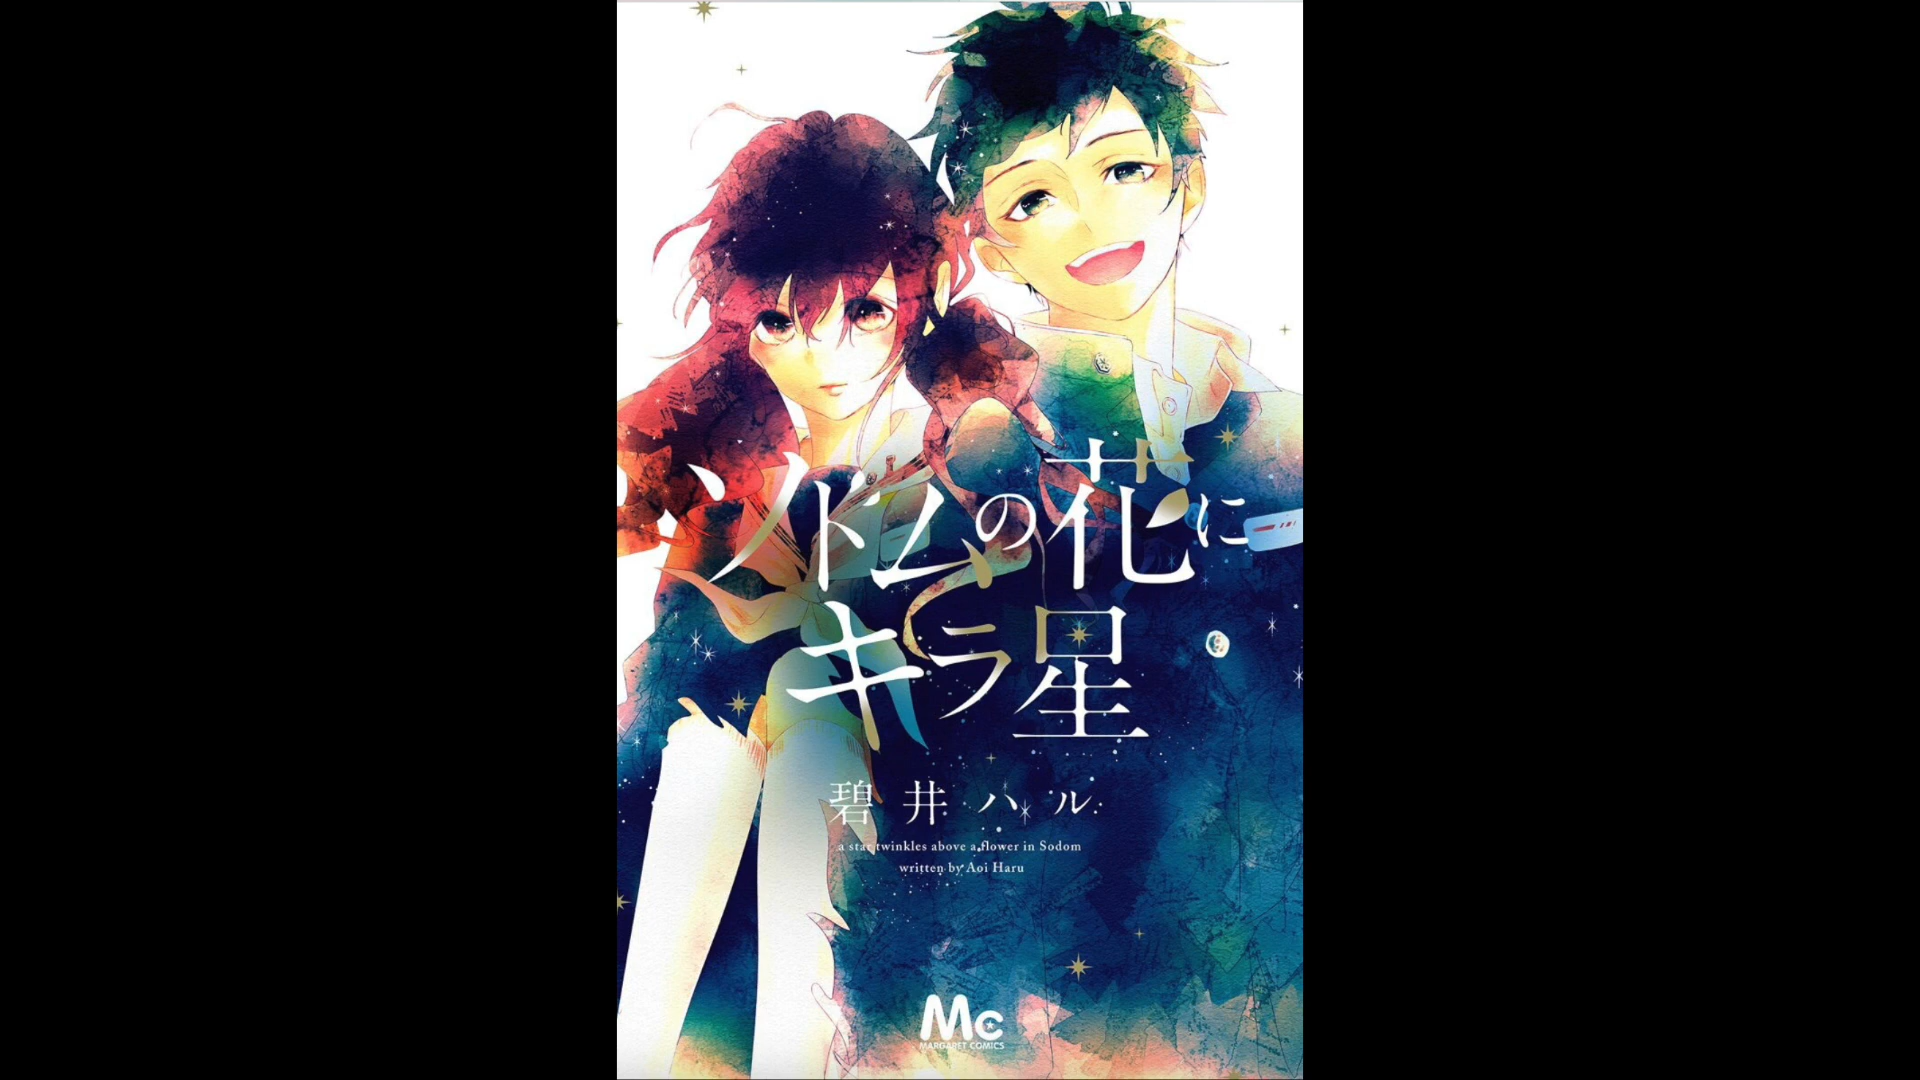 ソドムの花に
キラ星
碧井ハル
a star twinkles above a flower in Sodom
written by Aoi Haru
Mc
MARGARET COMICS